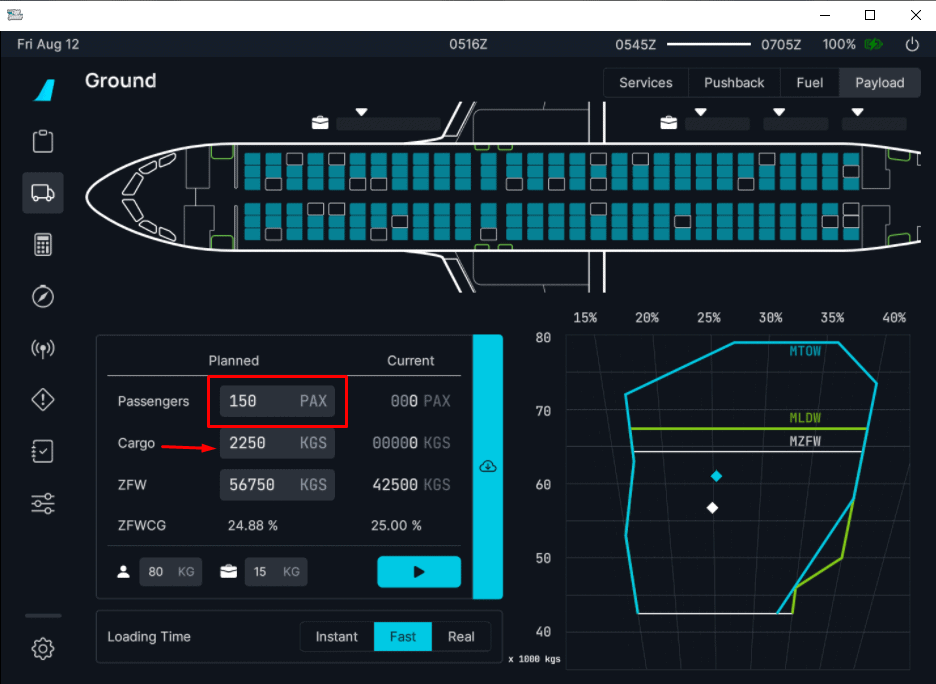 Fri Aug 12 0516Z 0545Z 0705Z 100%
Ground Services Pushback Fuel Payload
15% 20% 25% 30% 35% 40%
80
MTOW
Planned Current
Passengers 150 PAX 000 PAX
70
MLDW
Cargo 2250 KGS 00000 KGS
MZFW
ZFW 56750 KGS 42500 KGS
60
ZFWCG 24.88 % 25.00 %
50
80 KG 15 KG
Loading Time Instant Fast Real
40
x 1000 kgs